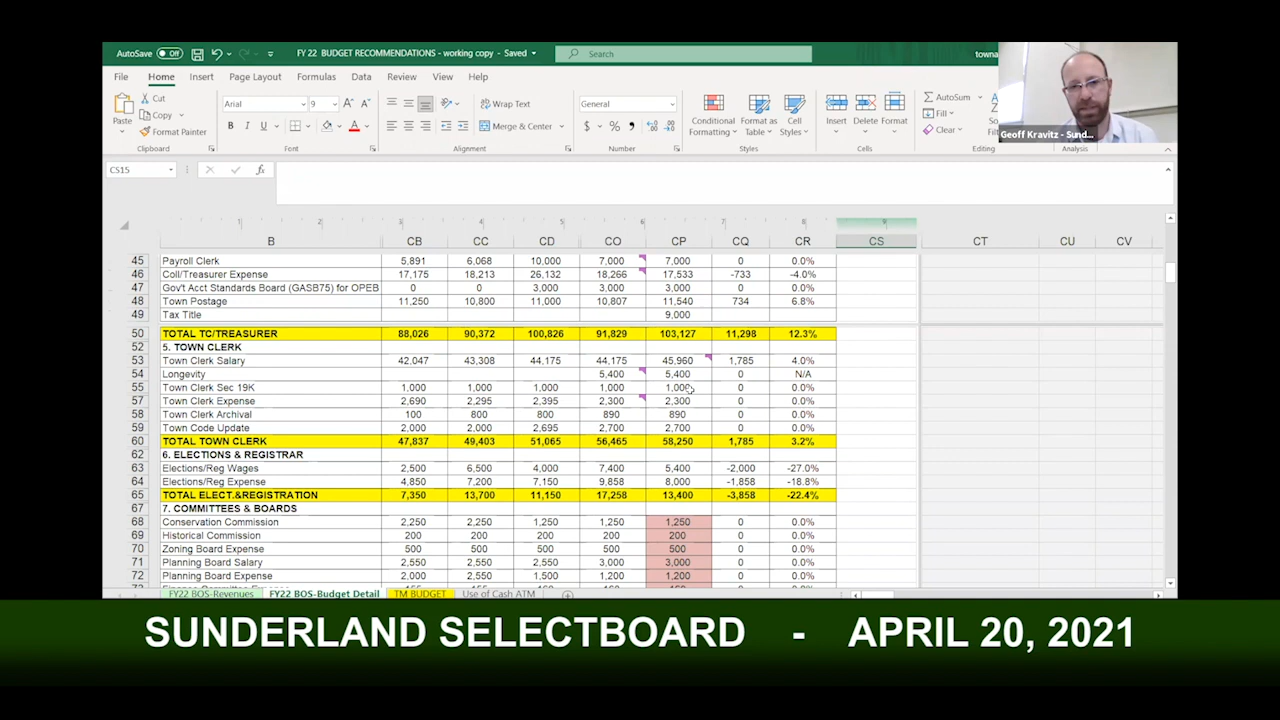 AutoSave Off FY 22 BUDGET RECOMMENDATIONS - working copy - Saved Search towna
File Home Insert Page Layout Formulas Data Review View Help
Cut Arial 9 Wrap Text General AutoSum
Paste Copy Conditional Formatting Format as Table Cell Styles Insert Delete Format Fill
Format Painter B I U Merge & Center $ % Clear
Geoff Kravitz - Sund...
Clipboard Font Alignment Number Styles Cells Editing Analysis
CS15 fx
1 2 3 4 5 6 7 8 9
B CB CC CD CO CP CQ CR CS CT CU CV
45 Payroll Clerk 5,891 6,068 10,000 7,000 7,000 0 0.0%
46 Coll/Treasurer Expense 17,175 18,213 26,132 18,266 17,533 -733 -4.0%
47 Gov't Acct Standards Board (GASB75) for OPEB 0 0 3,000 3,000 3,000 0 0.0%
48 Town Postage 11,250 10,800 11,000 10,807 11,540 734 6.8%
49 Tax Title 9,000
50 TOTAL TC/TREASURER 88,026 90,372 100,826 91,829 103,127 11,298 12.3%
52 5. TOWN CLERK
53 Town Clerk Salary 42,047 43,308 44,175 44,175 45,960 1,785 4.0%
54 Longevity 5,400 5,400 0 N/A
55 Town Clerk Sec 19K 1,000 1,000 1,000 1,000 1,000 0 0.0%
57 Town Clerk Expense 2,690 2,295 2,395 2,300 2,300 0 0.0%
58 Town Clerk Archival 100 800 800 890 890 0 0.0%
59 Town Code Update 2,000 2,000 2,695 2,700 2,700 0 0.0%
60 TOTAL TOWN CLERK 47,837 49,403 51,065 56,465 58,250 1,785 3.2%
62 6. ELECTIONS & REGISTRAR
63 Elections/Reg Wages 2,500 6,500 4,000 7,400 5,400 -2,000 -27.0%
64 Elections/Reg Expense 4,850 7,200 7,150 9,858 8,000 -1,858 -18.8%
65 TOTAL ELECT.&REGISTRATION 7,350 13,700 11,150 17,258 13,400 -3,858 -22.4%
67 7. COMMITTEES & BOARDS
68 Conservation Commission 2,250 2,250 1,250 1,250 1,250 0 0.0%
69 Historical Commission 200 200 200 200 200 0 0.0%
70 Zoning Board Expense 500 500 500 500 500 0 0.0%
71 Planning Board Salary 2,550 2,550 2,550 3,000 3,000 0 0.0%
72 Planning Board Expense 2,000 2,550 1,500 1,200 1,200 0 0.0%
FY22 BOS-Revenues FY22 BOS-Budget Detail TM BUDGET Use of Cash ATM
SUNDERLAND SELECTBOARD - APRIL 20, 2021